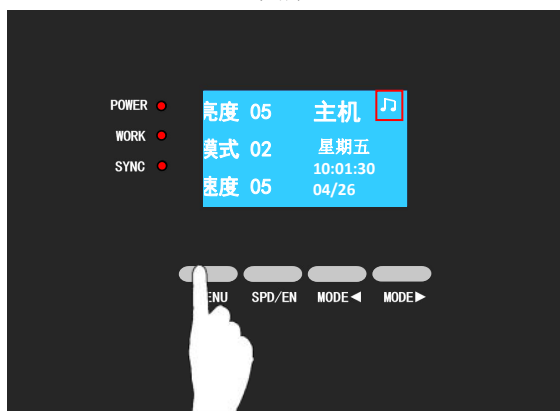 POWER
WORK
SYNC
亮度 05
模式 02
速度 05
主机
星期五
10:01:30
04/26
SPD/EN
MODE◀
MODE▶